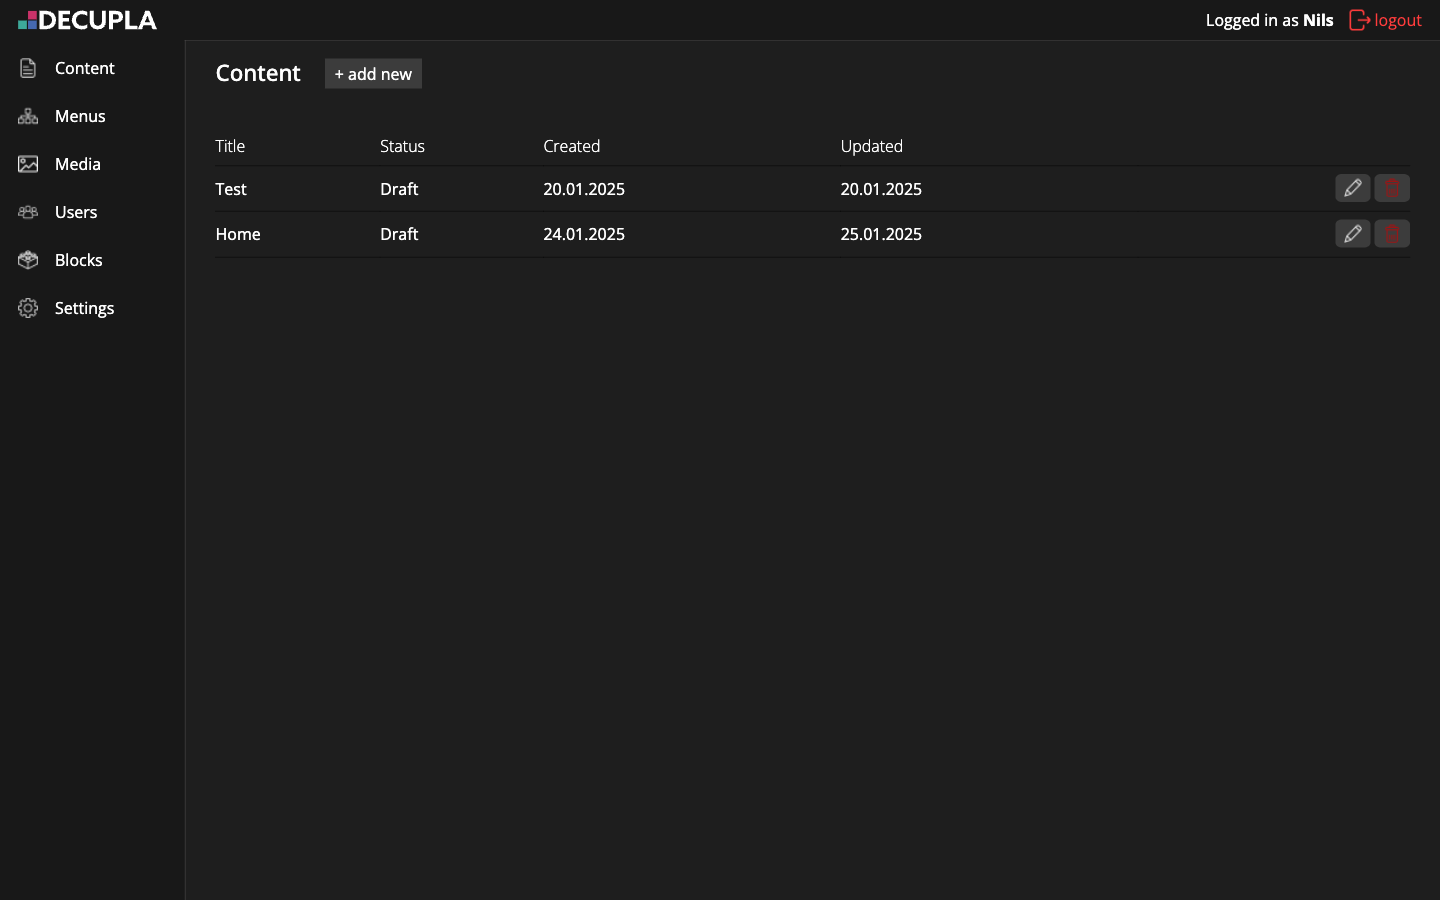 DECUPLA
Logged in as Nils logout
Content
Menus
Media
Users
Blocks
Settings
Content + add new
Title Status Created Updated
Test Draft 20.01.2025 20.01.2025
Home Draft 24.01.2025 25.01.2025